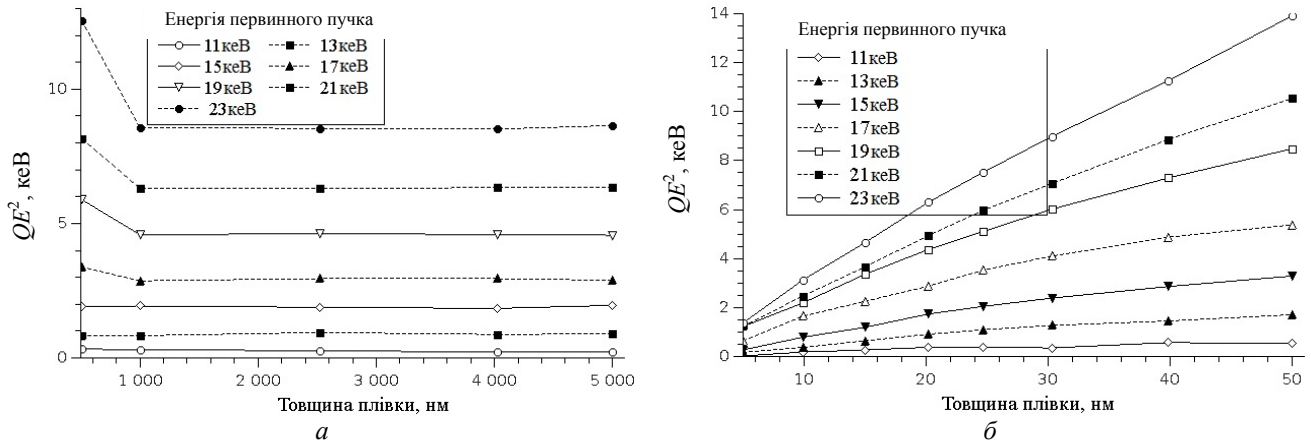 Енергія первинного пучка
11кеВ 13кеВ
15кеВ 17кеВ
19кеВ 21кеВ
23кеВ
10
5
0
QE², кеВ
1 000 2 000 3 000 4 000 5 000
Товщина плівки, нм
а
Енергія первинного пучка
11кеВ
13кеВ
15кеВ
17кеВ
19кеВ
21кеВ
23кеВ
14
12
10
8
6
4
2
0
QE², кеВ
10 20 30 40 50
Товщина плівки, нм
б